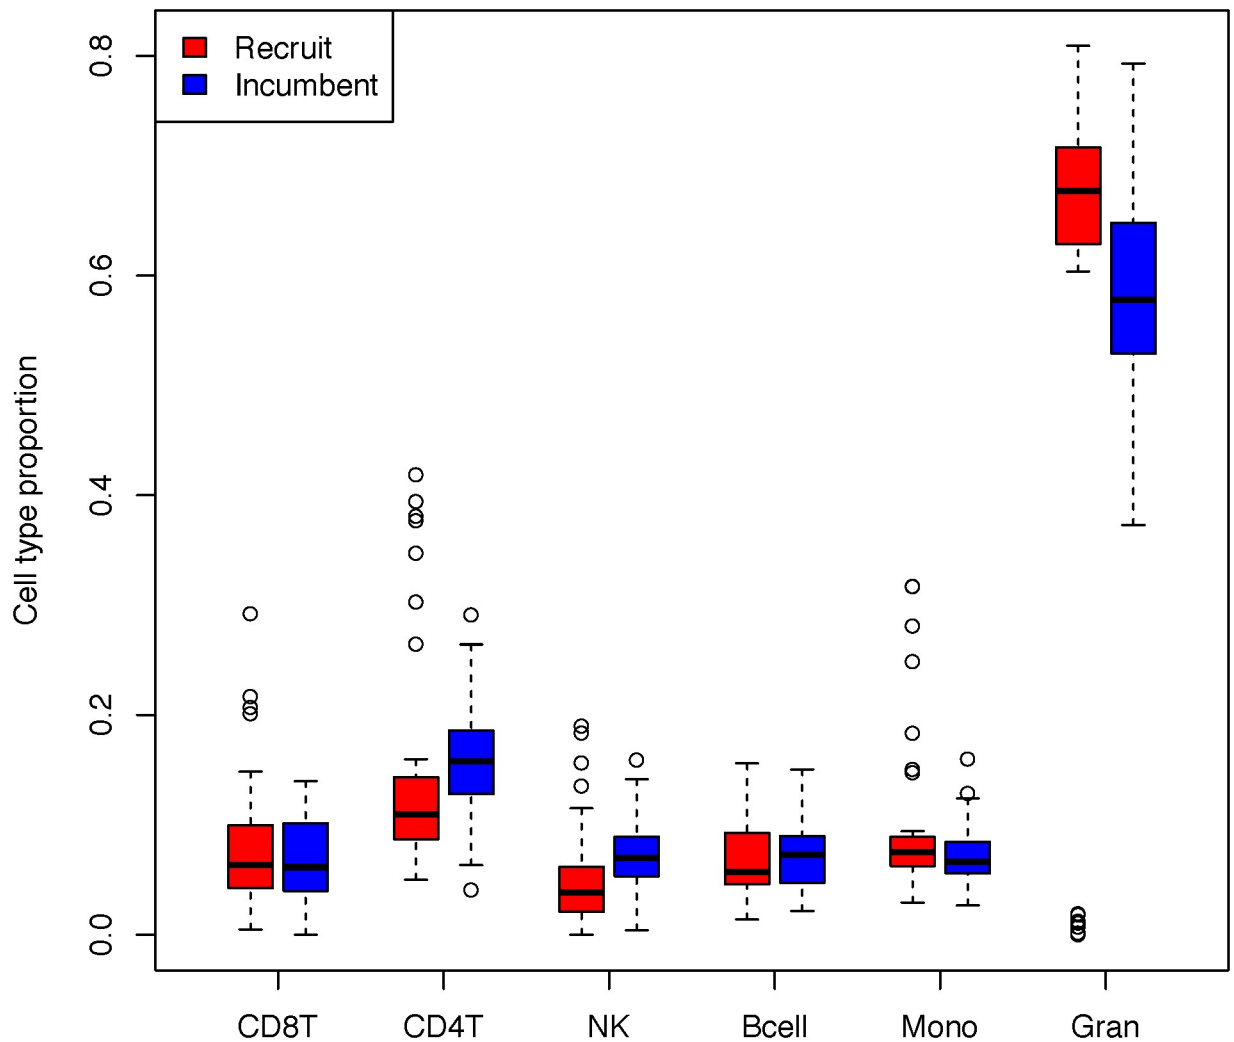 Recruit
Incumbent
Cell type proportion
0.8
0.6
0.4
0.2
0.0
CD8T CD4T NK Bcell Mono Gran